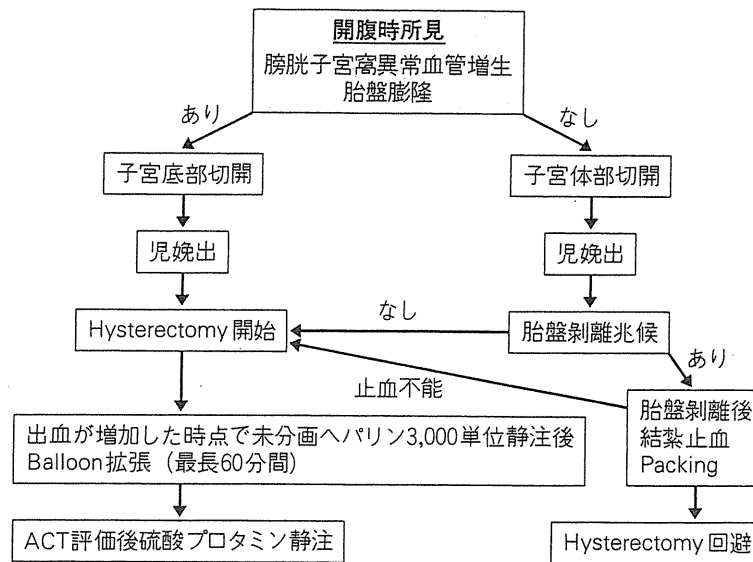 開腹時所見
膀胱子宮窩異常血管増生
胎盤膨隆
あり
なし
子宮底部切開
子宮体部切開
児娩出
児娩出
なし
Hysterectomy 開始
胎盤剝離兆候
あり
止血不能
胎盤剝離後
結紮止血
Packing
出血が増加した時点で未分画ヘパリン3,000単位静注後
Balloon拡張（最長60分間）
ACT評価後硫酸プロタミン静注
Hysterectomy 回避